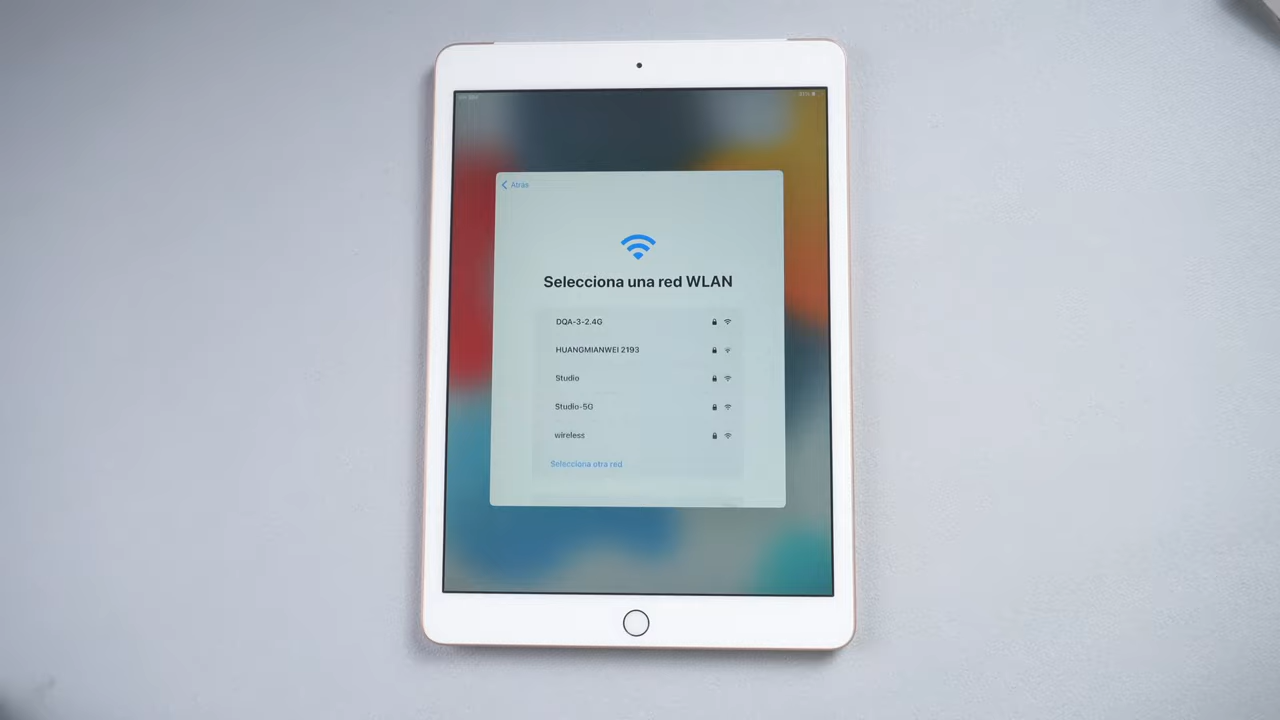 Atrás
Selecciona una red WLAN
DQA-3-2.4G
HUANGMIANWEI 2193
Studio
Studio-5G
wireless
Selecciona otra red